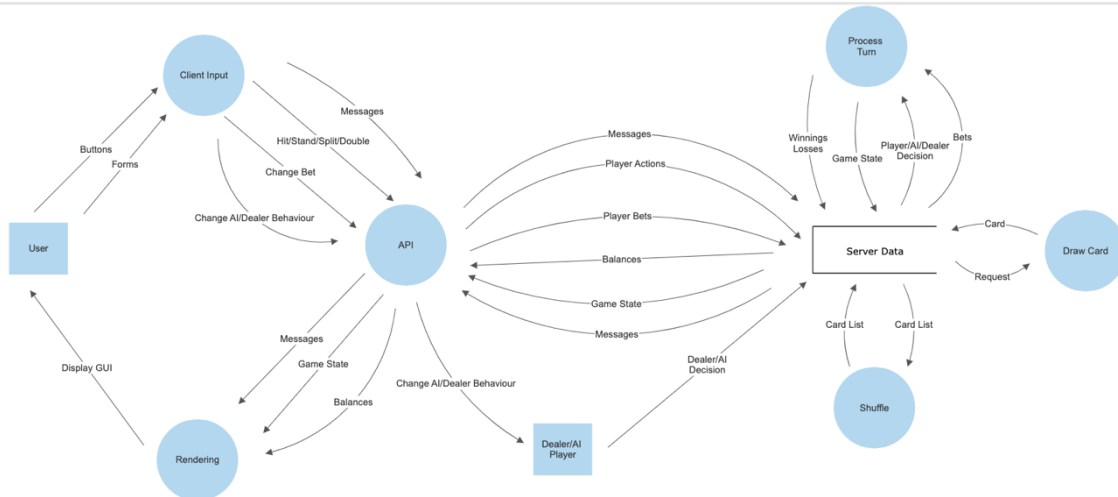 Process
Turn
Client Input
Messages
Buttons
Forms
Hit/Stand/Split/Double
Change Bet
Change AI/Dealer Behaviour
Messages
Player Actions
Winnings
Losses
Game State
Player/AI/Dealer
Decision
Bets
User
API
Player Bets
Balances
Game State
Messages
Server Data
Card
Request
Draw Card
Messages
Game State
Balances
Display GUI
Change AI/Dealer Behaviour
Dealer/AI
Decision
Card List
Card List
Shuffle
Rendering
Dealer/AI
Player